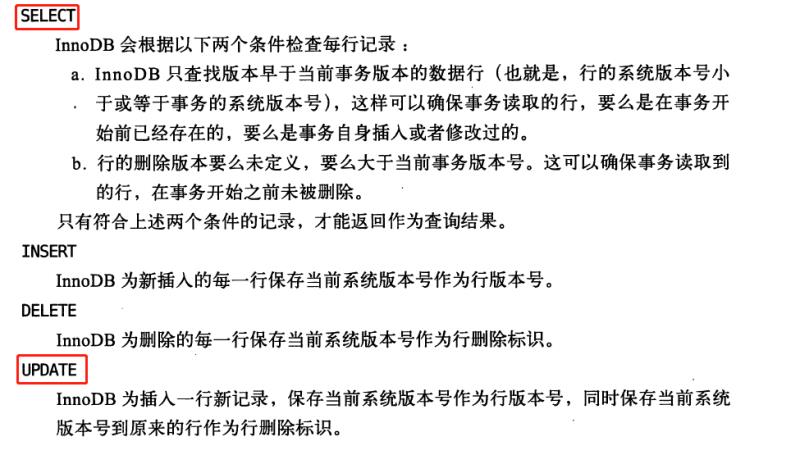 SELECT
InnoDB 会根据以下两个条件检查每行记录：
a. InnoDB 只查找版本早于当前事务版本的数据行（也就是，行的系统版本号小
于或等于事务的系统版本号），这样可以确保事务读取的行，要么是在事务开
始前已经存在的，要么是事务自身插入或者修改过的。
b. 行的删除版本要么未定义，要么大于当前事务版本号。这可以确保事务读取到
的行，在事务开始之前未被删除。
只有符合上述两个条件的记录，才能返回作为查询结果。
INSERT
InnoDB 为新插入的每一行保存当前系统版本号作为行版本号。
DELETE
InnoDB 为删除的每一行保存当前系统版本号作为行删除标识。
UPDATE
InnoDB 为插入一行新记录，保存当前系统版本号作为行版本号，同时保存当前系统
版本号到原来的行作为行删除标识。